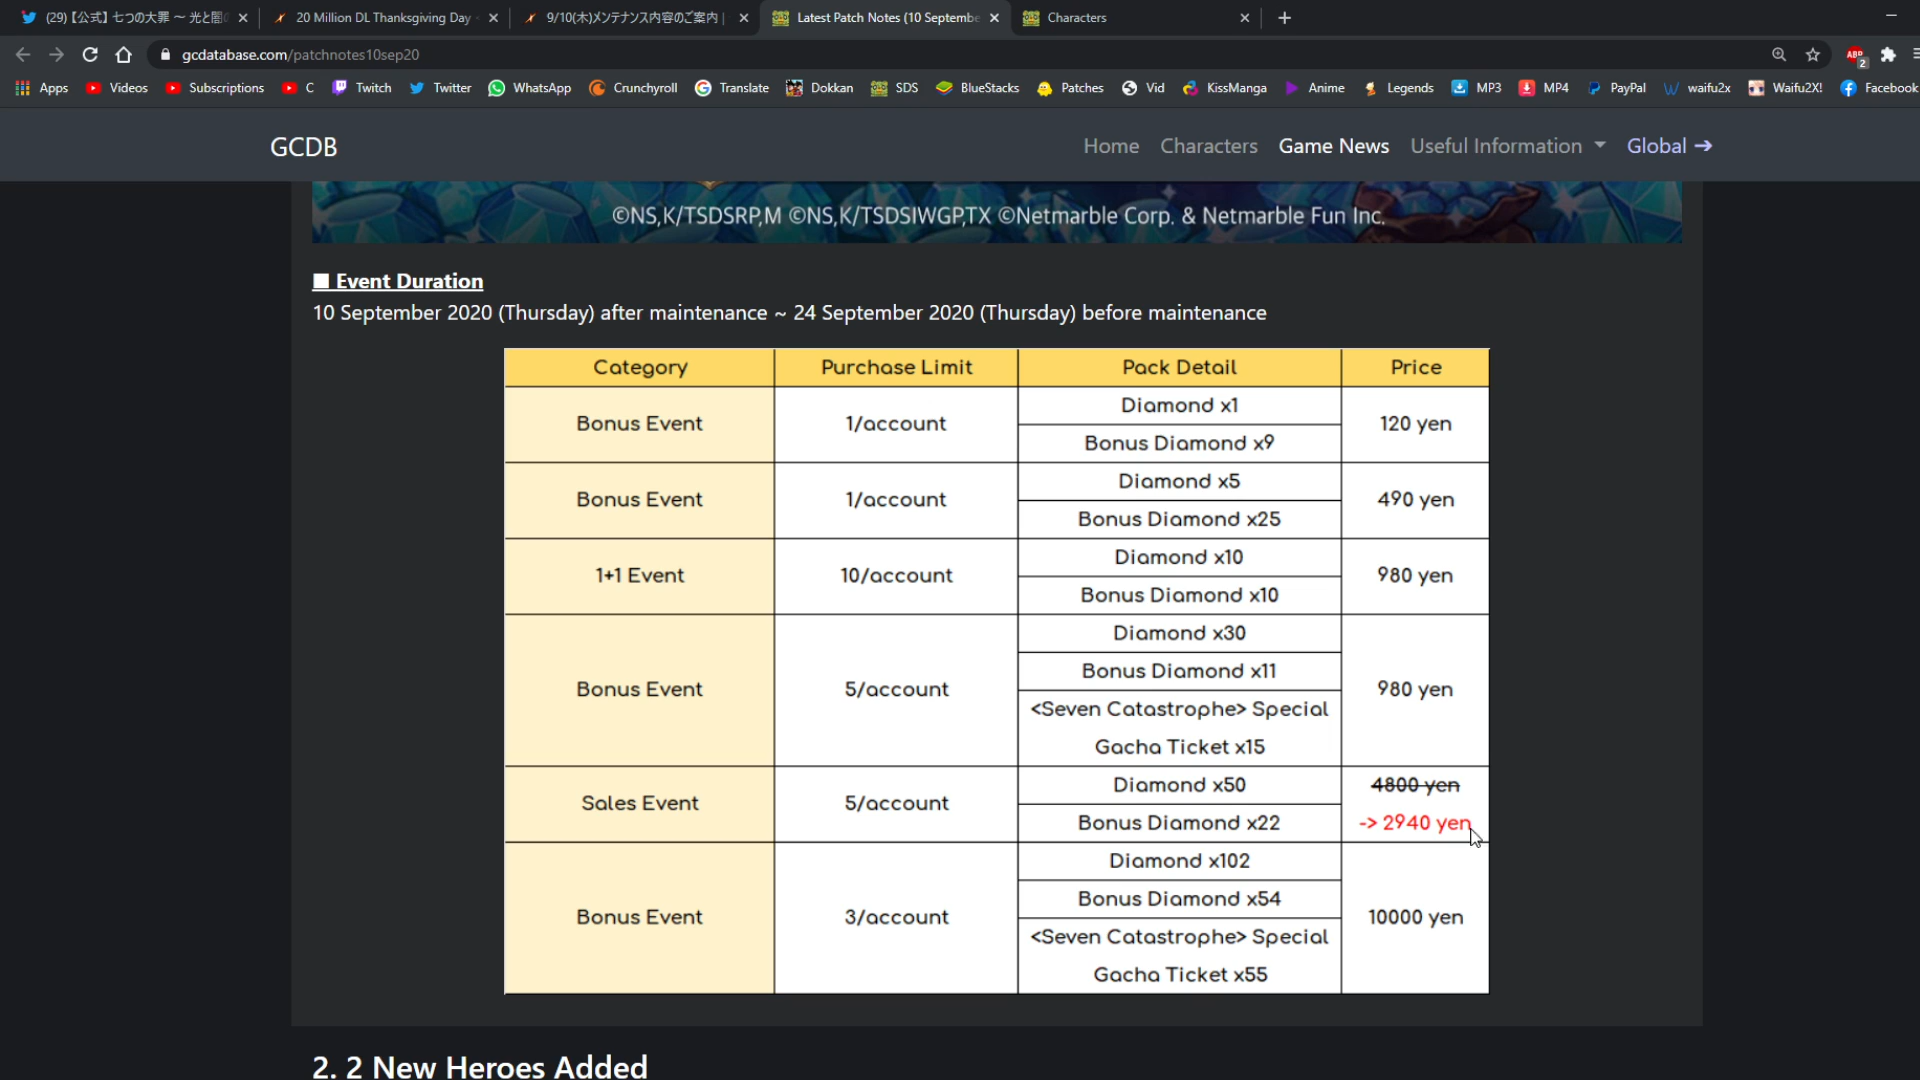 (29)【公式】七つの大罪 ～ 光と闇の
20 Million DL Thanksgiving Day
9/10(木)メンテナンス内容のご案内 |
Latest Patch Notes (10 Septembe
Characters
gcdatabase.com/patchnotes10sep20
ABP
2
Apps
Videos
Subscriptions
C
Twitch
Twitter
WhatsApp
Crunchyroll
Translate
Dokkan
SDS
BlueStacks
Patches
Vid
KissManga
Anime
Legends
MP3
MP4
PayPal
waifu2x
Waifu2X!
Facebook
GCDB
Home
Characters
Game News
Useful Information
Global
©NS,K/TSDSRP,M ©NS,K/TSDSIWGP,TX ©Netmarble Corp. & Netmarble Fun Inc.
■ Event Duration
10 September 2020 (Thursday) after maintenance ~ 24 September 2020 (Thursday) before maintenance
Category Purchase Limit Pack Detail Price
Bonus Event 1/account Diamond x1 120 yen
Bonus Diamond x9
Bonus Event 1/account Diamond x5 490 yen
Bonus Diamond x25
1+1 Event 10/account Diamond x10 980 yen
Bonus Diamond x10
Bonus Event 5/account Diamond x30 980 yen
Bonus Diamond x11
<Seven Catastrophe> Special
Gacha Ticket x15
Sales Event 5/account Diamond x50 4800 yen
Bonus Diamond x22 -> 2940 yen
Bonus Event 3/account Diamond x102 10000 yen
Bonus Diamond x54
<Seven Catastrophe> Special
Gacha Ticket x55
2. 2 New Heroes Added